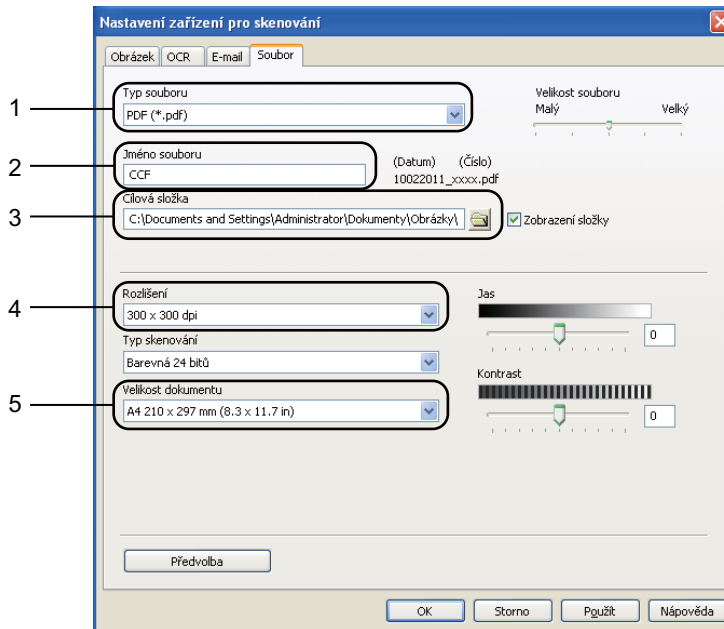 Nastavení zařízení pro skenování
Obrázek OCR E-mail Soubor
1
Typ souboru
PDF (*.pdf)
Velikost souboru
Malý Velký
2
Jméno souboru
CCF
(Datum) (Číslo)
10022011_xxxx.pdf
3
Cílová složka
C:\Documents and Settings\Administrator\Dokumenty\Obrázky\
Zobrazení složky
4
Rozlišení
300 x 300 dpi
Jas
0
Typ skenování
Barevná 24 bitů
Kontrast
0
5
Velikost dokumentu
A4 210 x 297 mm (8.3 x 11.7 in)
Předvolba
OK Storno Použít Nápověda